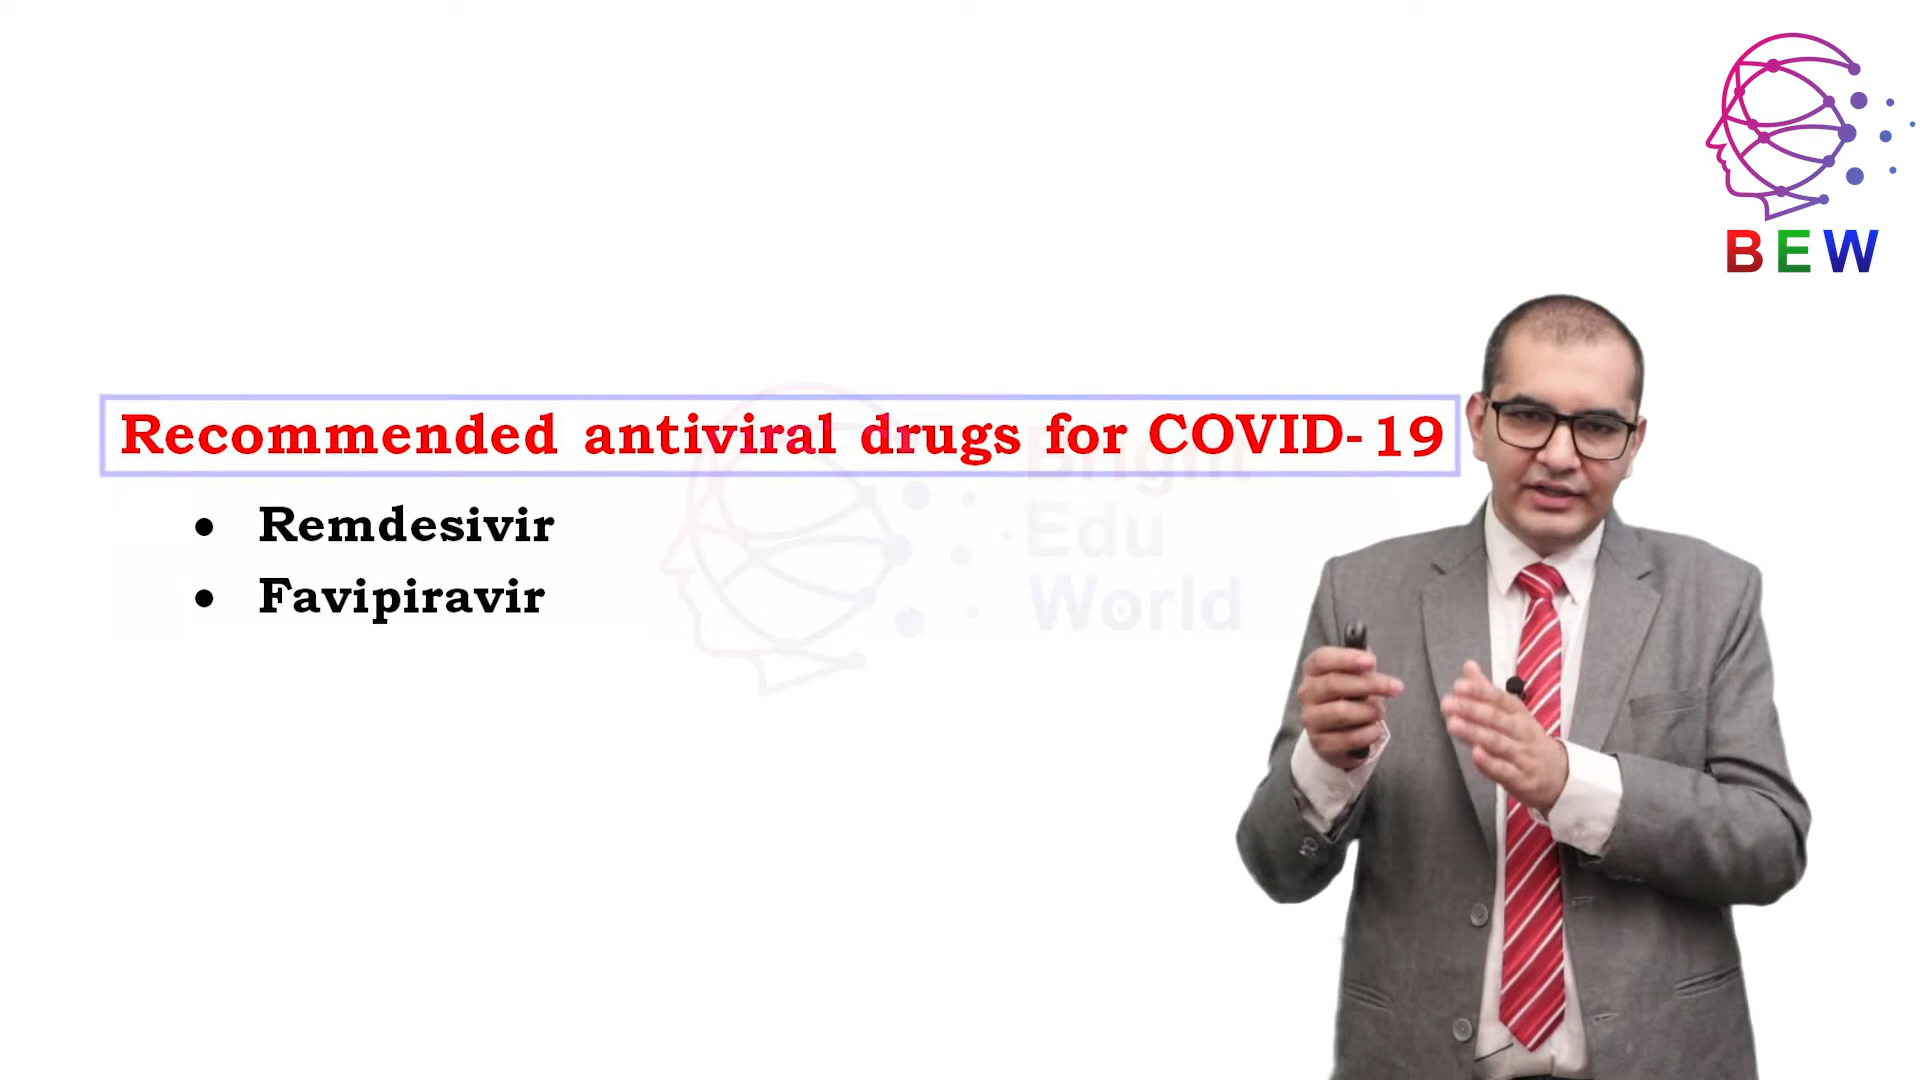 BEW
Recommended antiviral drugs for COVID-19
• Remdesivir
• Favipiravir
Bright
Edu
World